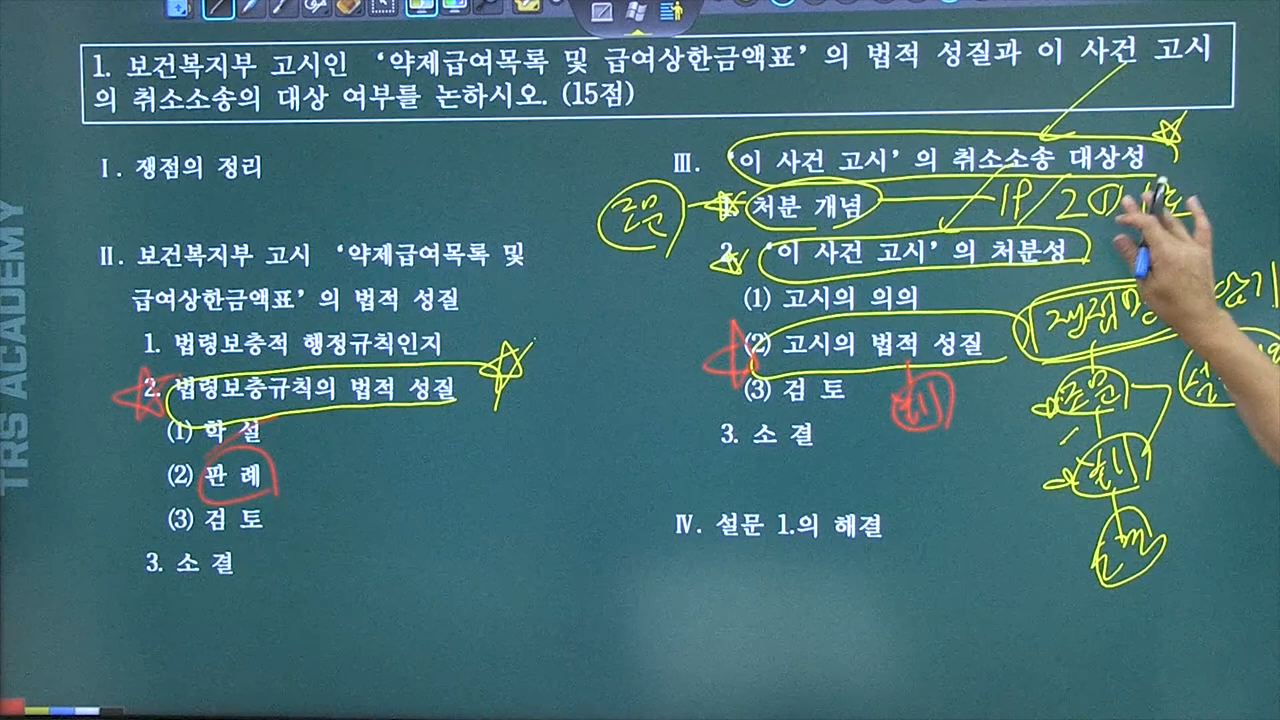 1. 보건복지부 고시인 ‘약제급여목록 및 급여상한금액표’의 법적 성질과 이 사건 고시
의 취소소송의 대상 여부를 논하시오. (15점)
Ⅰ. 쟁점의 정리
Ⅱ. 보건복지부 고시 ‘약제급여목록 및
급여상한금액표’의 법적 성질
1. 법령보충적 행정규칙인지
2. 법령보충규칙의 법적 성질
(1) 학 설
(2) 판 례
(3) 검 토
3. 소 결
Ⅲ. ‘이 사건 고시’의 취소소송 대상성
1. 처분 개념
2. ‘이 사건 고시’의 처분성
(1) 고시의 의의
(2) 고시의 법적 성질
(3) 검 토
3. 소 결
Ⅳ. 설문 1.의 해결
TRS ACADEMY